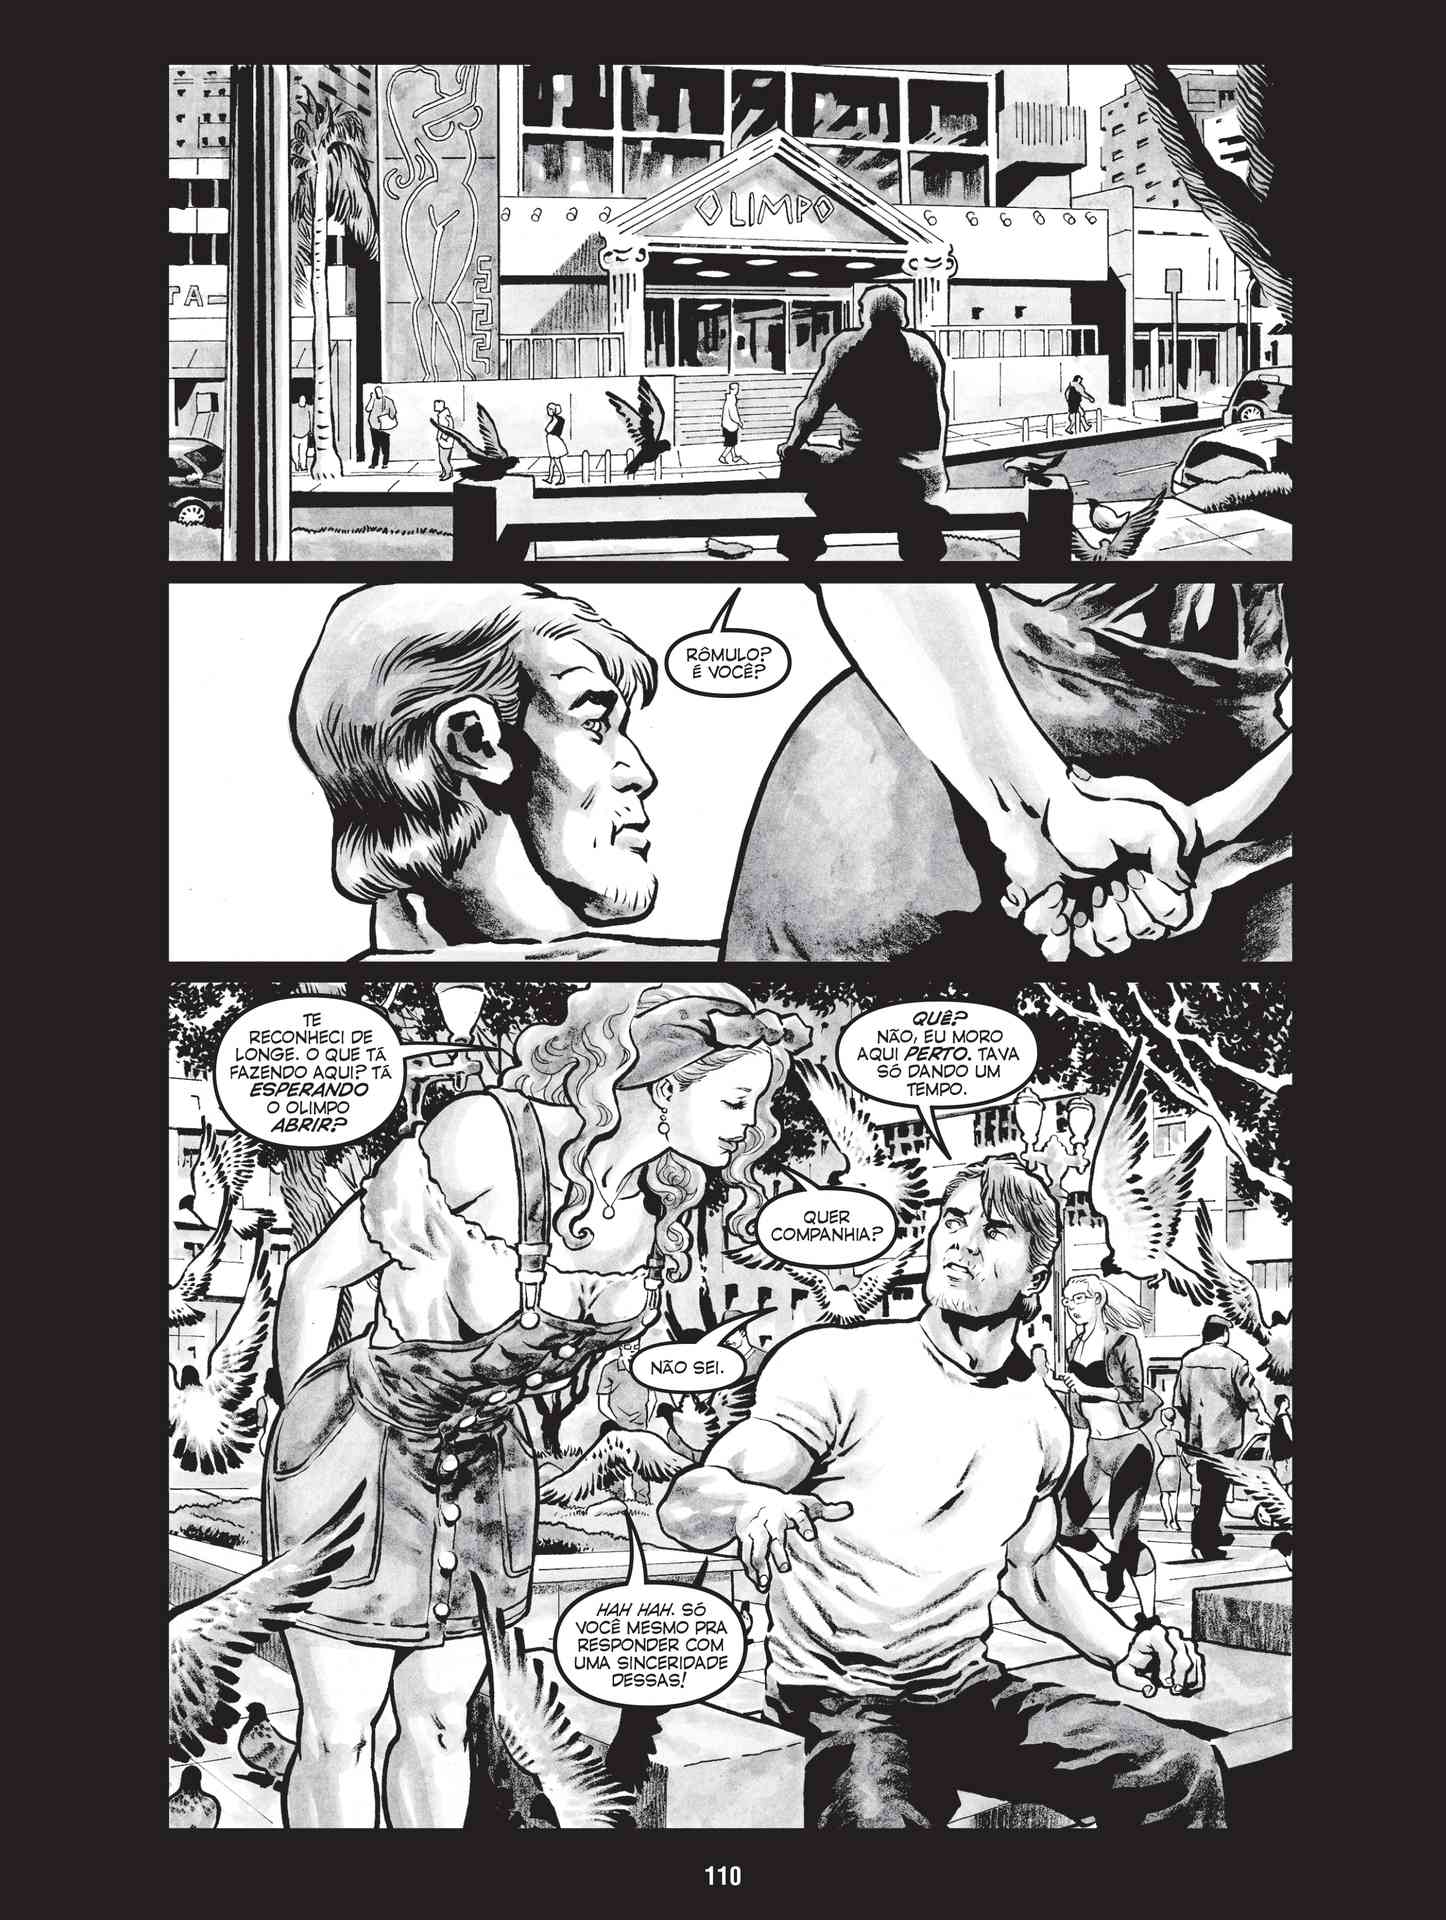 OLIMPO
TA
RÔMULO?
É VOCÊ?
TE
RECONHECI DE
LONGE. O QUE TÁ
FAZENDO AQUI? TÁ
ESPERANDO
O OLIMPO
ABRIR?
QUÊ?
NÃO, EU MORO
AQUI PERTO. TAVA
SÓ DANDO UM
TEMPO.
QUER
COMPANHIA?
NÃO SEI.
HAH HAH. SÓ
VOCÊ MESMO PRA
RESPONDER COM
UMA SINCERIDADE
DESSAS!
110